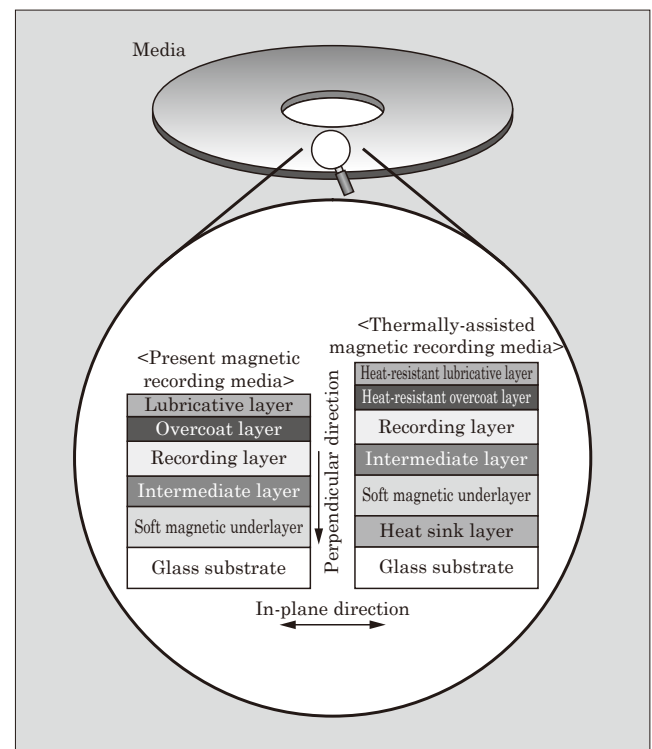 Media
<Present magnetic
recording media>
Lubricative layer
Overcoat layer
Recording layer
Intermediate layer
Soft magnetic underlayer
Glass substrate
Perpendicular direction
<Thermally-assisted
magnetic recording media>
Heat-resistant lubricative layer
Heat-resistant overcoat layer
Recording layer
Intermediate layer
Soft magnetic underlayer
Heat sink layer
Glass substrate
In-plane direction